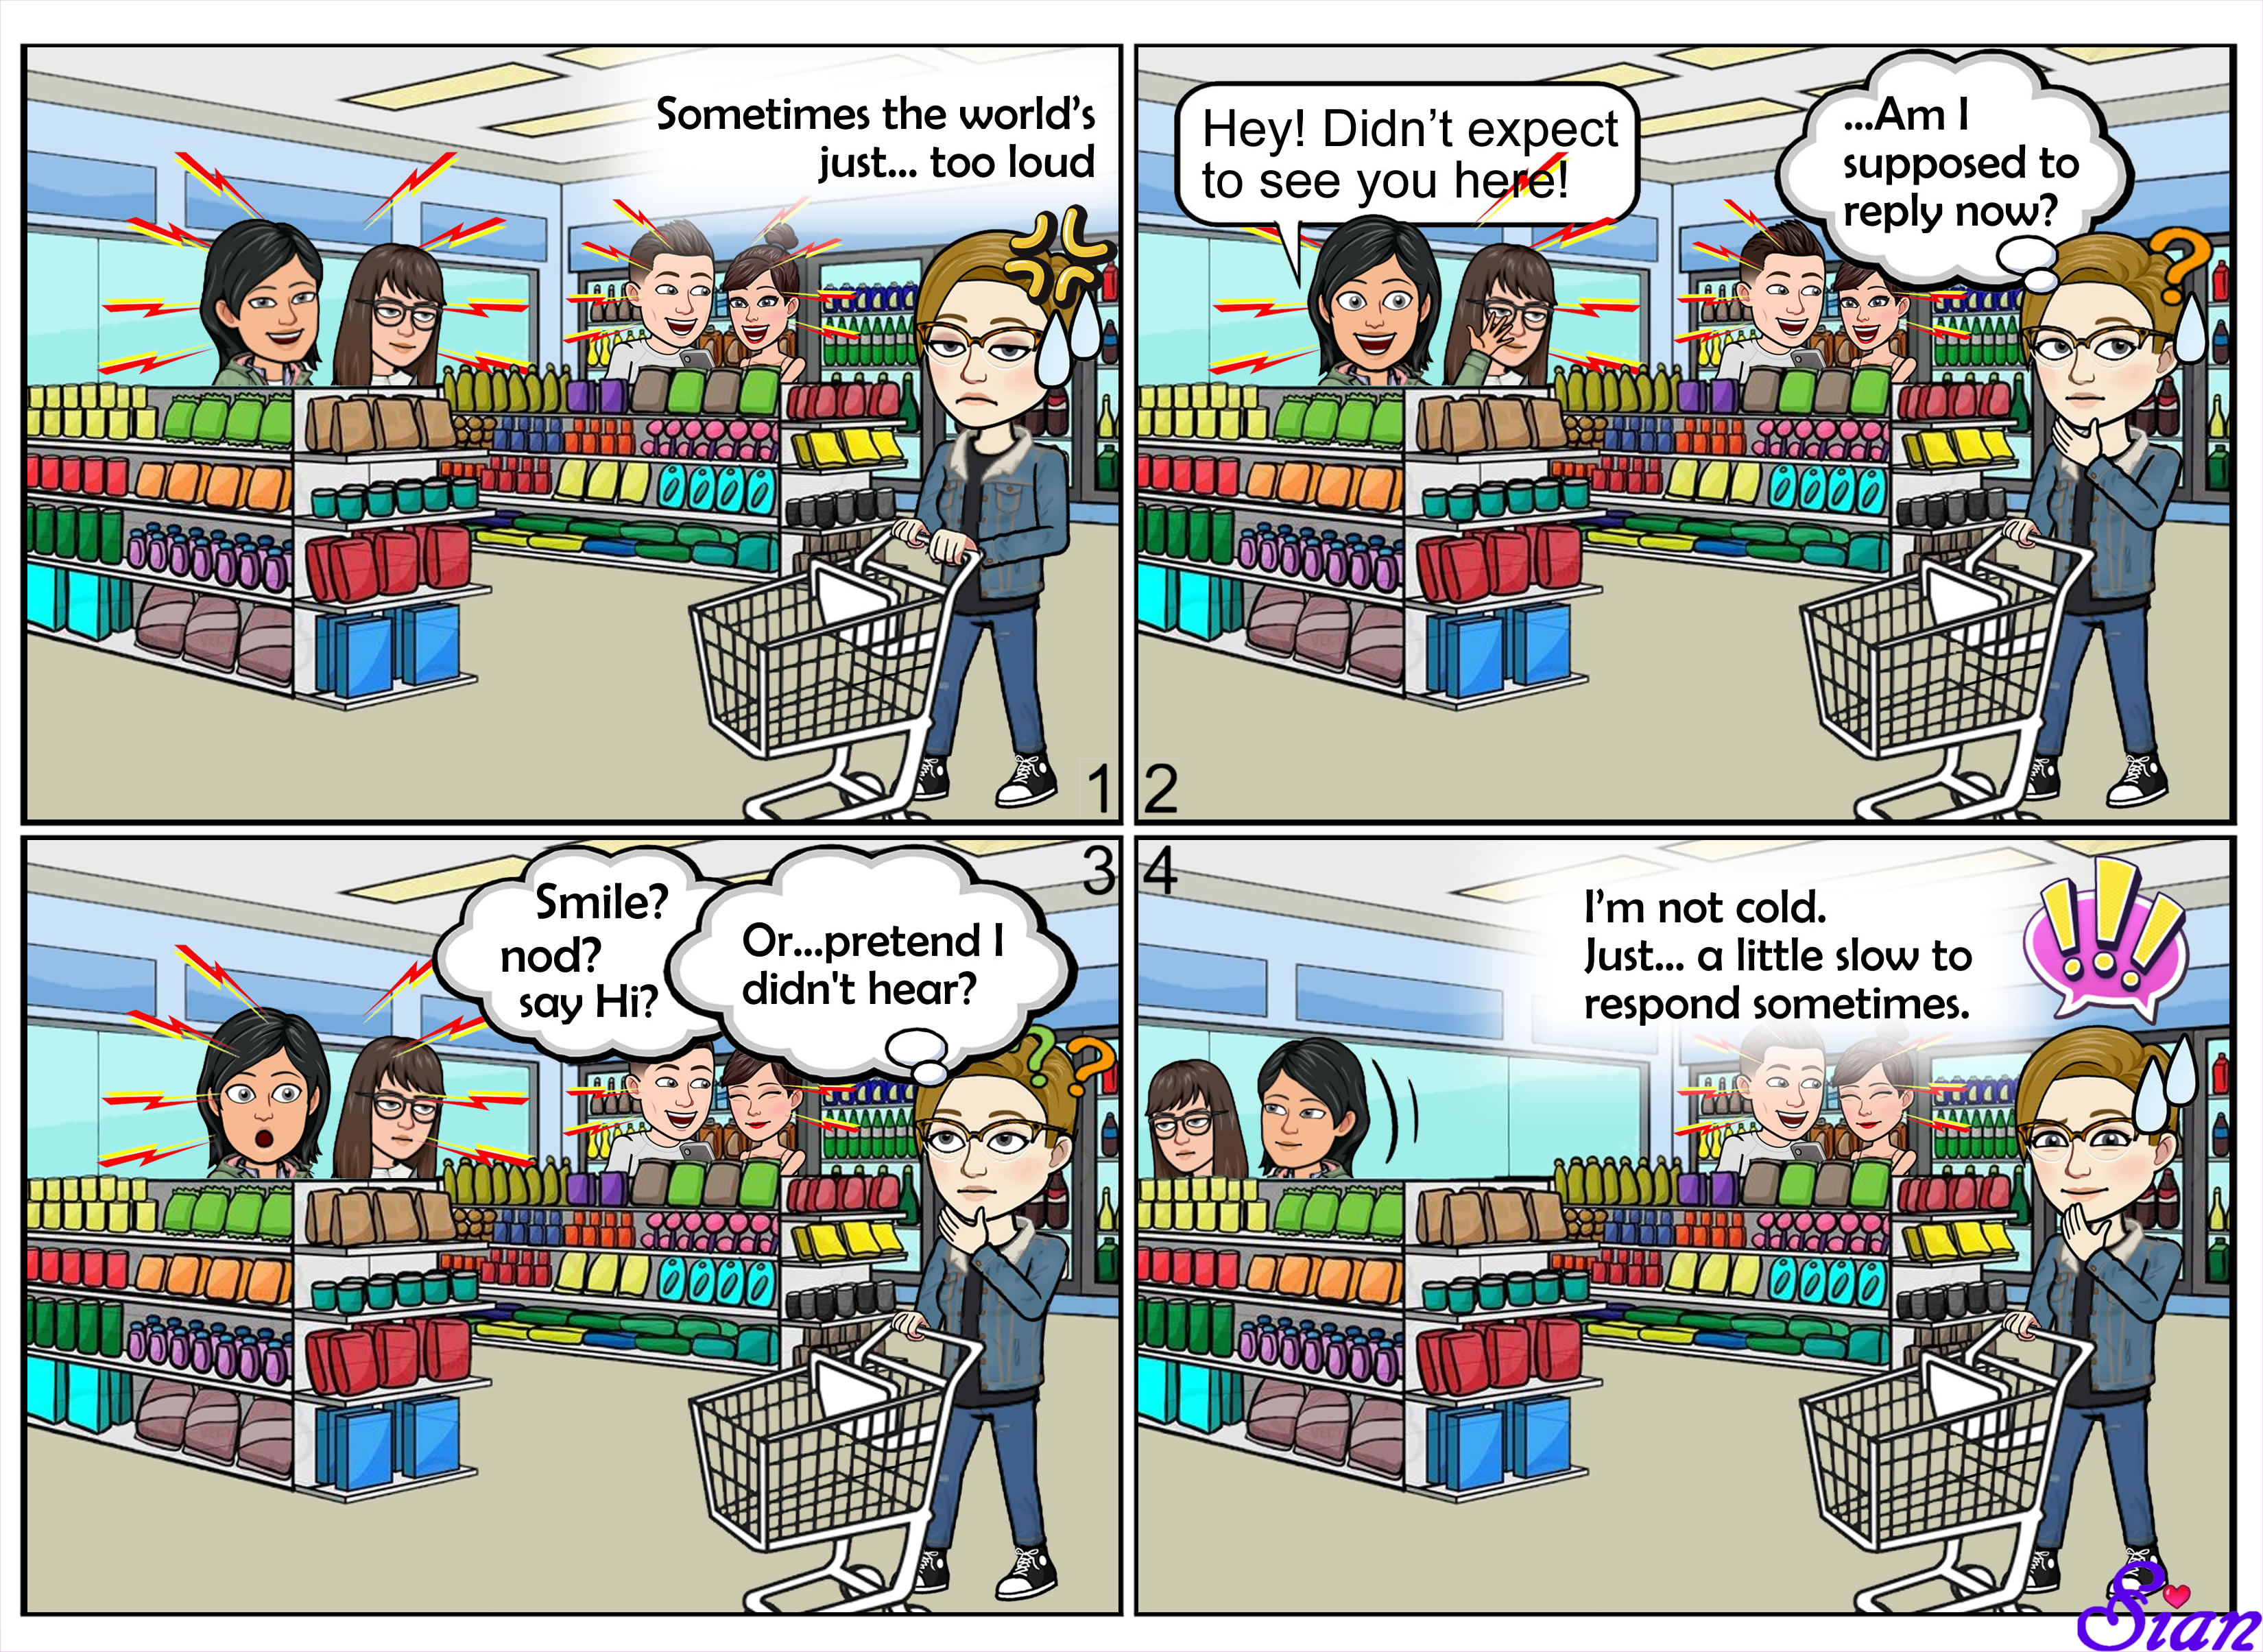 Sometimes the world's
just... too loud
1
Hey! Didn't expect
to see you here!
...Am I
supposed to
reply now?
2
Smile?
nod?
say Hi?
Or...pretend I
didn't hear?
3
4
I'm not cold.
Just... a little slow to
respond sometimes.
!!!
Sian